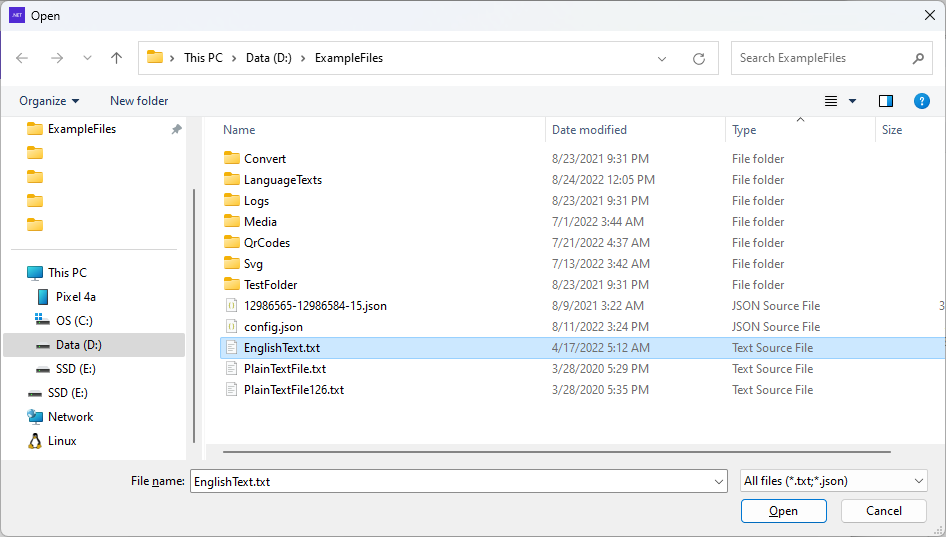 .NET Open
This PC Data (D:) ExampleFiles
Search ExampleFiles
Organize New folder
ExampleFiles
This PC
Pixel 4a
OS (C:)
Data (D:)
SSD (E:)
SSD (E:)
Network
Linux
Name Date modified Type Size
Convert 8/23/2021 9:31 PM File folder
LanguageTexts 8/24/2022 12:05 PM File folder
Logs 8/23/2021 9:31 PM File folder
Media 7/1/2022 3:44 AM File folder
QrCodes 7/21/2022 4:37 AM File folder
Svg 7/13/2022 3:42 AM File folder
TestFolder 8/23/2021 9:31 PM File folder
12986565-12986584-15.json 8/9/2021 3:22 AM JSON Source File 3
config.json 8/11/2022 3:24 PM JSON Source File
EnglishText.txt 4/17/2022 5:12 AM Text Source File
PlainTextFile.txt 3/28/2020 5:29 PM Text Source File
PlainTextFile126.txt 3/28/2020 5:35 PM Text Source File
File name: EnglishText.txt All files (*.txt;*.json)
Open Cancel